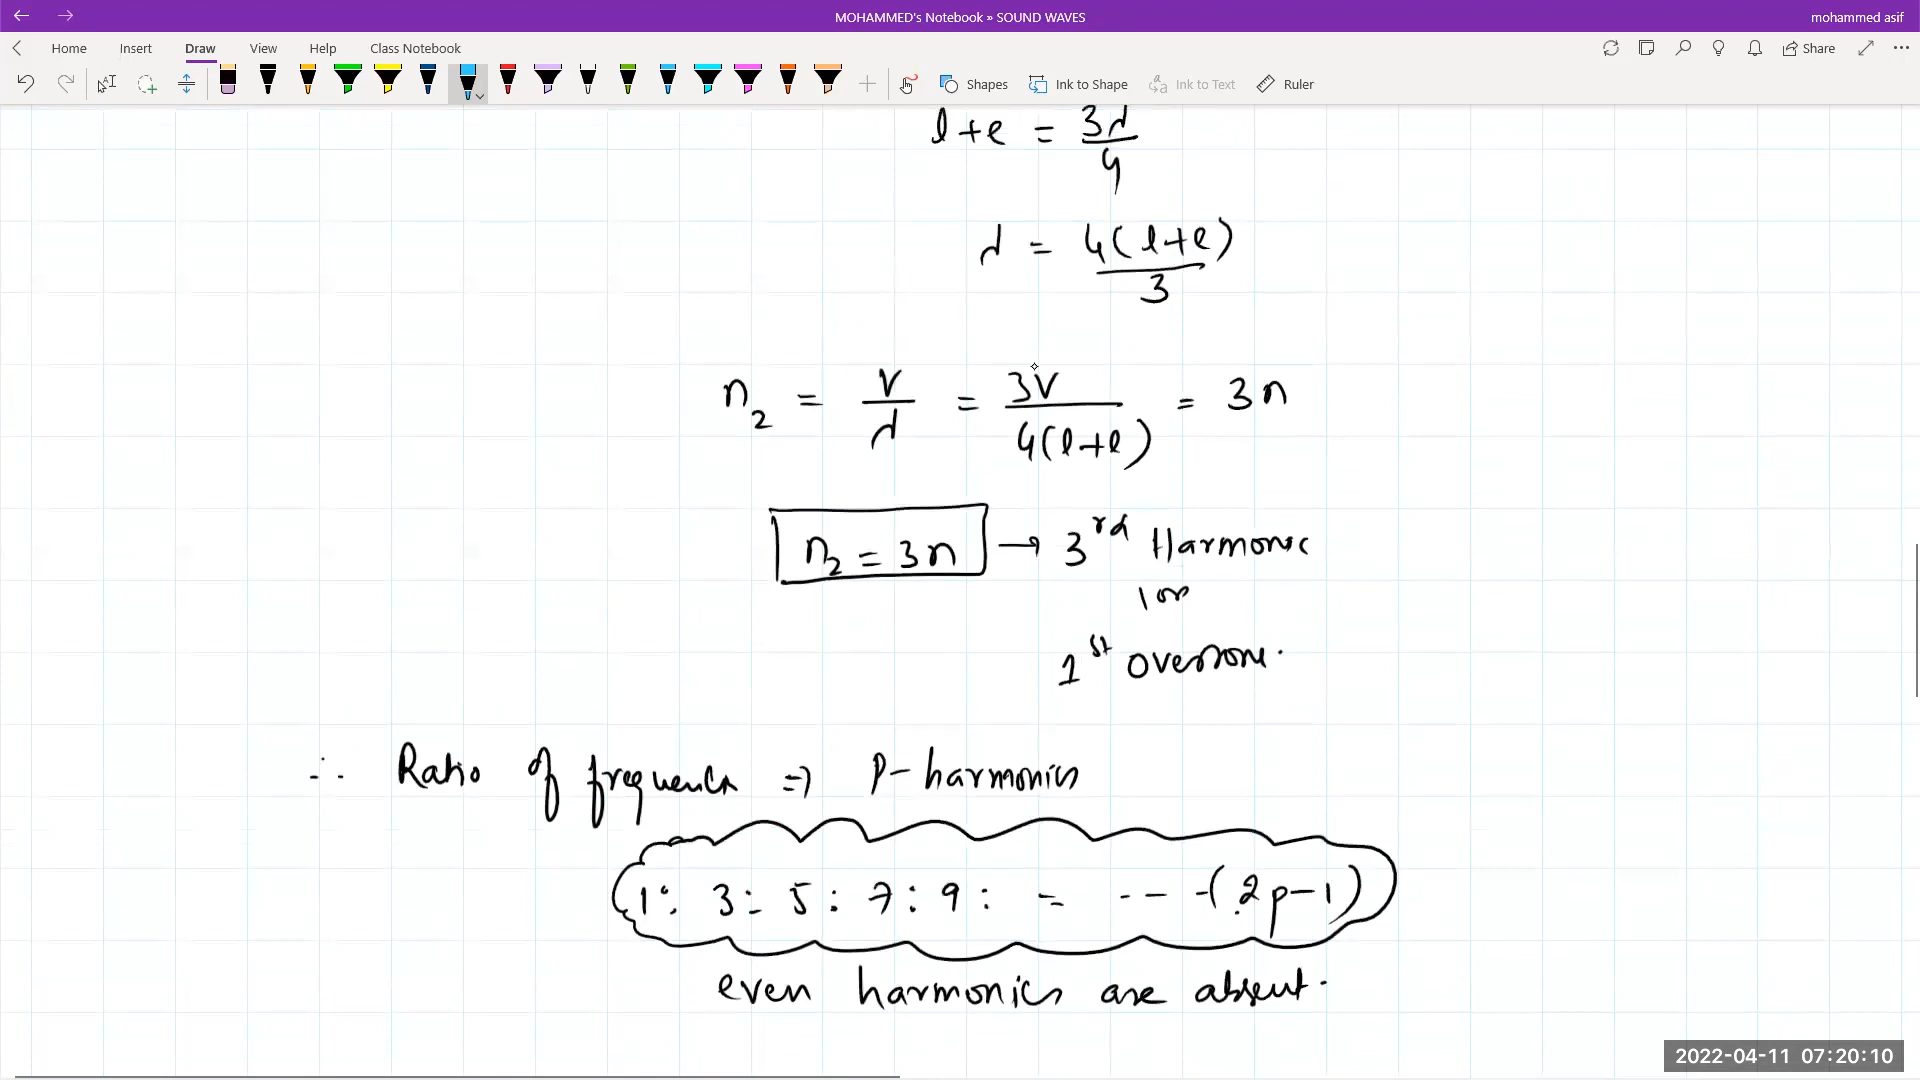 MOHAMMED's Notebook » SOUND WAVES
mohammed asif
Home Insert Draw View Help Class Notebook
Share
Shapes Ink to Shape Ink to Text Ruler
l+e = 3λ/4
λ = 4(l+e)/3
n₂ = V/λ = 3V/4(l+e) = 3n
n₂ = 3n → 3rd Harmonic
(or
1st overtone.
∴ Ratio of => P-harmonics
1: 3: 5: 7: 9: - -- -(2p-1)
even harmonics are absent.
2022-04-11 07:20:10